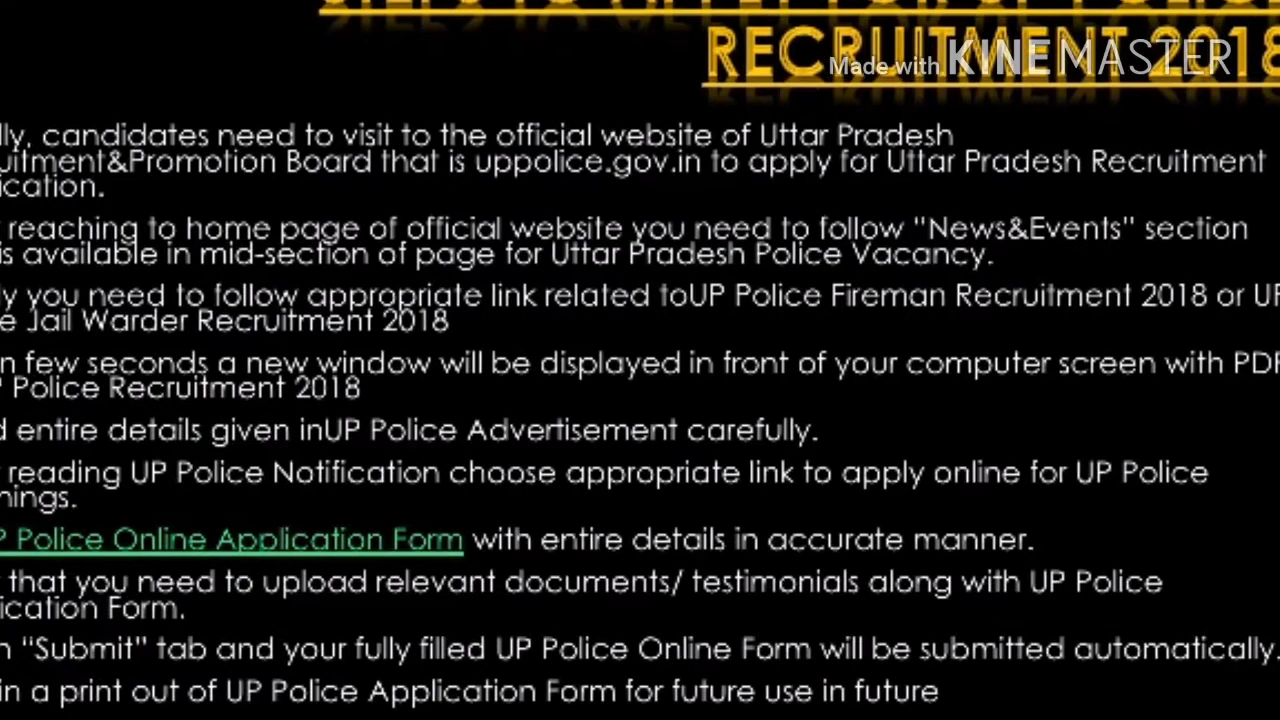 RECRUITMENT 2018
Made with KINEMASTER
lly, candidates need to visit to the official website of Uttar Pradesh
uitment&Promotion Board that is uppolice.gov.in to apply for Uttar Pradesh Recruitment
ication.
reaching to home page of official website you need to follow "News&Events" section
is available in mid-section of page for Uttar Pradesh Police Vacancy.
ly you need to follow appropriate link related toUP Police Fireman Recruitment 2018 or UP
e Jail Warder Recruitment 2018
n few seconds a new window will be displayed in front of your computer screen with PDF
P Police Recruitment 2018
d entire details given inUP Police Advertisement carefully.
reading UP Police Notification choose appropriate link to apply online for UP Police
nings.
P Police Online Application Form with entire details in accurate manner.
that you need to upload relevant documents/ testimonials along with UP Police
ication Form.
n “Submit” tab and your fully filled UP Police Online Form will be submitted automatically.
in a print out of UP Police Application Form for future use in future